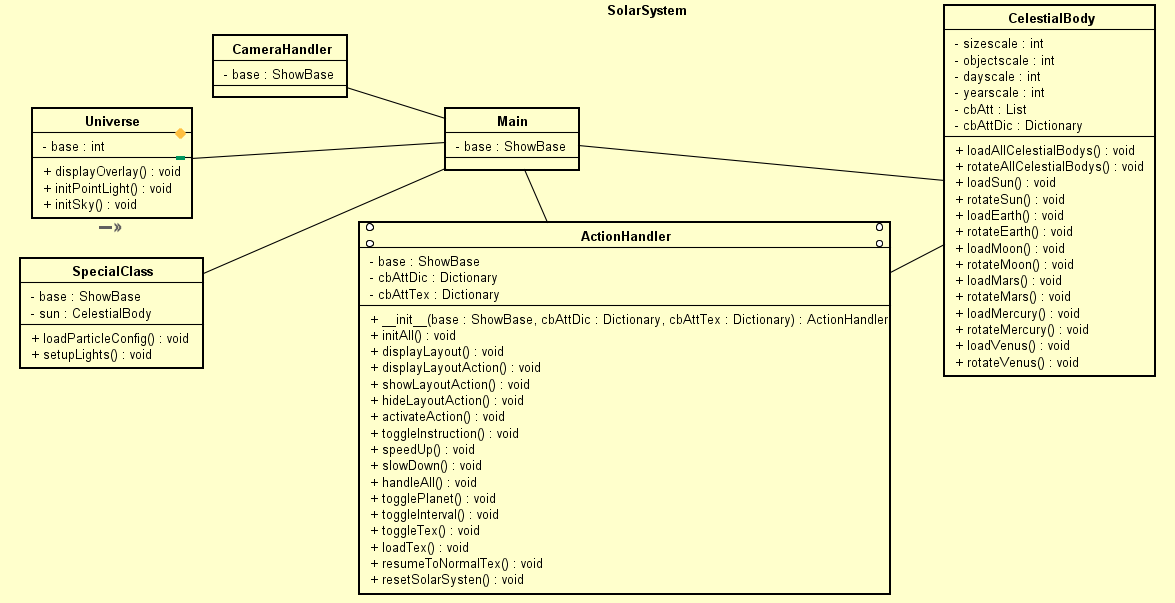 SolarSystem
CameraHandler
- base : ShowBase
Universe
- base : int
+ displayOverlay() : void
+ initPointLight() : void
+ initSky() : void
SpecialClass
- base : ShowBase
- sun : CelestialBody
+ loadParticleConfig() : void
+ setupLights() : void
Main
- base : ShowBase
ActionHandler
- base : ShowBase
- cbAttDic : Dictionary
- cbAttTex : Dictionary
+ __init__(base : ShowBase, cbAttDic : Dictionary, cbAttTex : Dictionary) : ActionHandler
+ initAll() : void
+ displayLayout() : void
+ displayLayoutAction() : void
+ showLayoutAction() : void
+ hideLayoutAction() : void
+ activateAction() : void
+ toggleInstruction() : void
+ speedUp() : void
+ slowDown() : void
+ handleAll() : void
+ togglePlanet() : void
+ toggleInterval() : void
+ toggleTex() : void
+ loadTex() : void
+ resumeToNormalTex() : void
+ resetSolarSysten() : void
CelestialBody
- sizescale : int
- objectscale : int
- dayscale : int
- yearscale : int
- cbAtt : List
- cbAttDic : Dictionary
+ loadAllCelestialBodys() : void
+ rotateAllCelestialBodys() : void
+ loadSun() : void
+ rotateSun() : void
+ loadEarth() : void
+ rotateEarth() : void
+ loadMoon() : void
+ rotateMoon() : void
+ loadMars() : void
+ rotateMars() : void
+ loadMercury() : void
+ rotateMercury() : void
+ loadVenus() : void
+ rotateVenus() : void